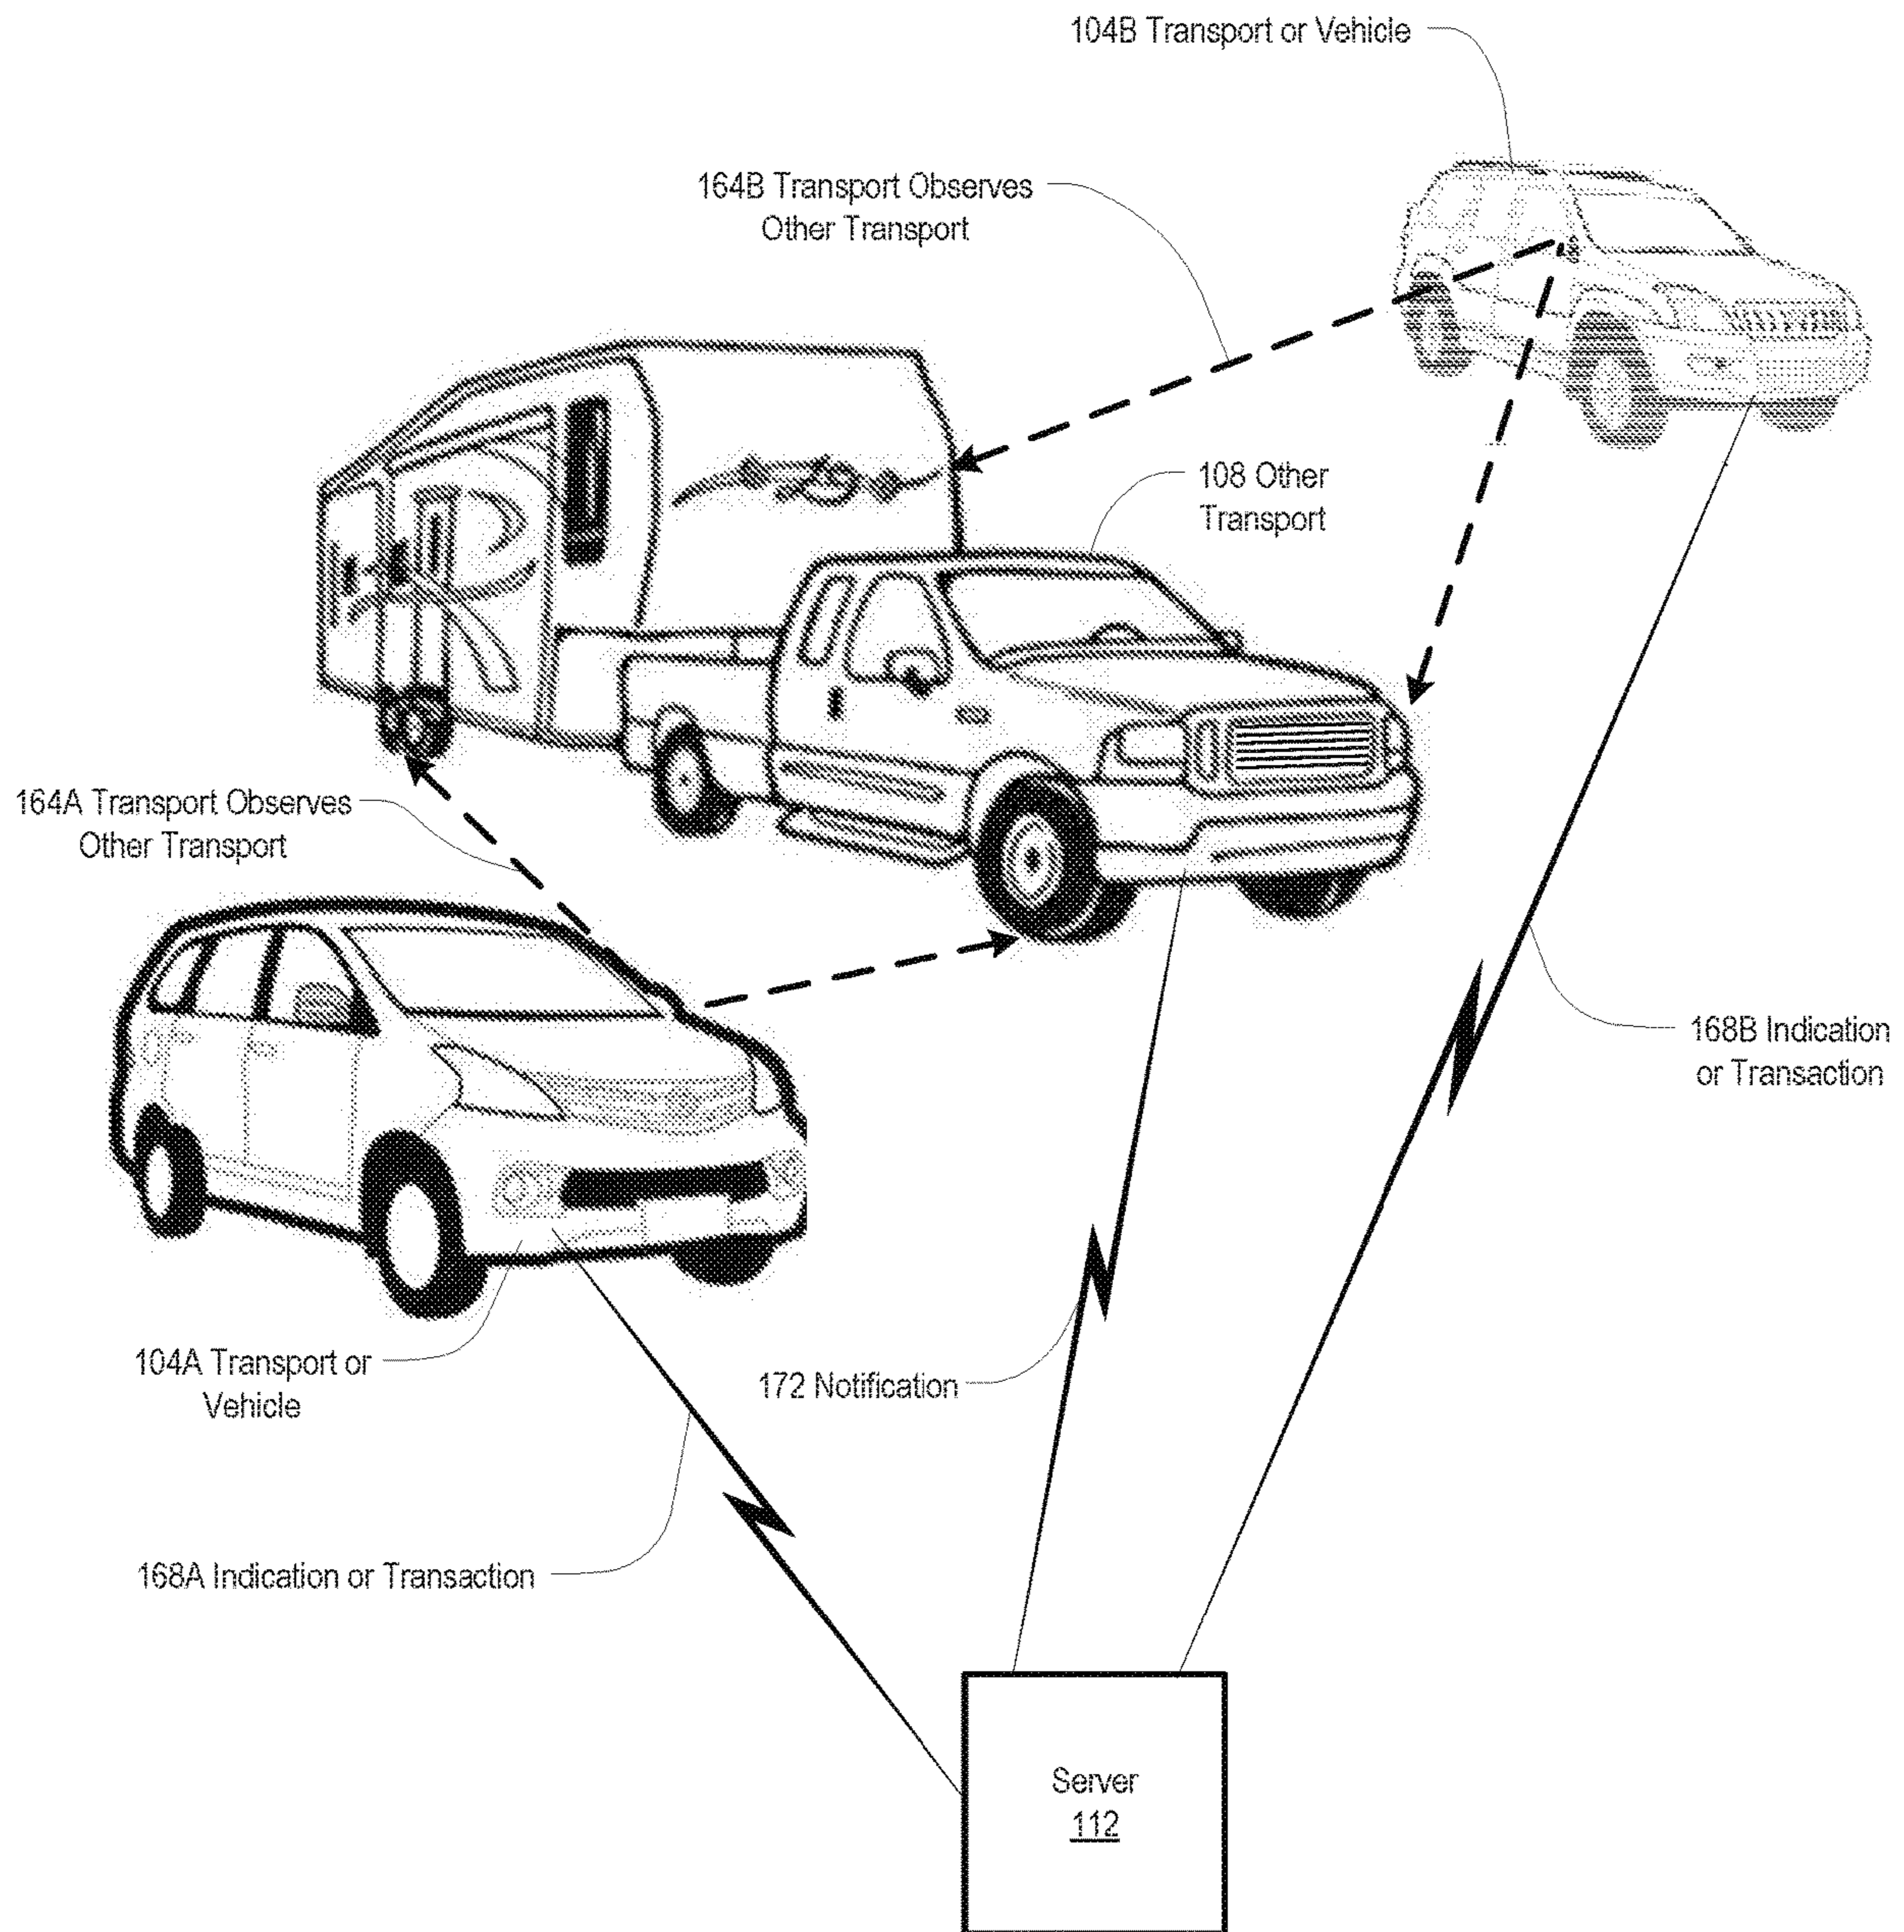 104B Transport or Vehicle
164B Transport Observes
Other Transport
108 Other
Transport
164A Transport Observes
Other Transport
168B Indication
or Transaction
104A Transport or
Vehicle
172 Notification
168A Indication or Transaction
Server
112